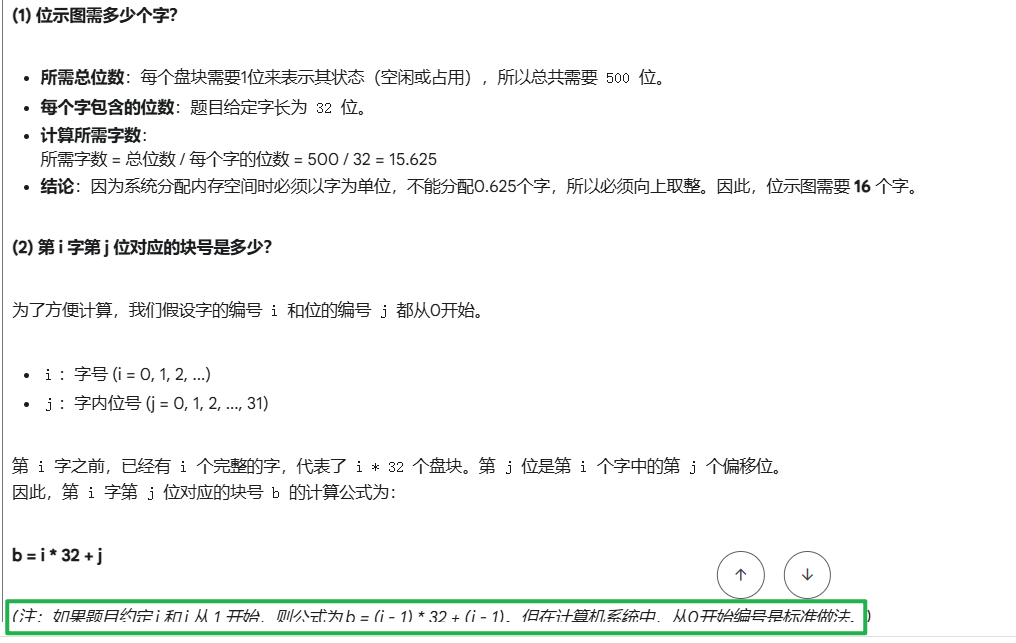 (1) 位示图需多少个字？
• 所需总位数：每个盘块需要1位来表示其状态（空闲或占用），所以总共需要 500 位。
• 每个字包含的位数：题目给定字长为 32 位。
• 计算所需字数：
所需字数 = 总位数 / 每个字的位数 = 500 / 32 = 15.625
• 结论：因为系统分配内存空间时必须以字为单位，不能分配0.625个字，所以必须向上取整。因此，位示图需要 16 个字。
(2) 第 i 字第 j 位对应的块号是多少？
为了方便计算，我们假设字的编号 i 和位的编号 j 都从0开始。
• i ：字号 (i = 0, 1, 2, ...)
• j ：字内位号 (j = 0, 1, 2, ..., 31)
第 i 字之前，已经有 i 个完整的字，代表了 i * 32 个盘块。第 j 位是第 i 个字中的第 j 个偏移位。
因此，第 i 字第 j 位对应的块号 b 的计算公式为：
b = i * 32 + j
(注：如果题目约定 i 和 j 从 1 开始，则公式为 b = (i - 1) * 32 + (j - 1)。但在计算机系统中，从0开始编号是标准做法。)